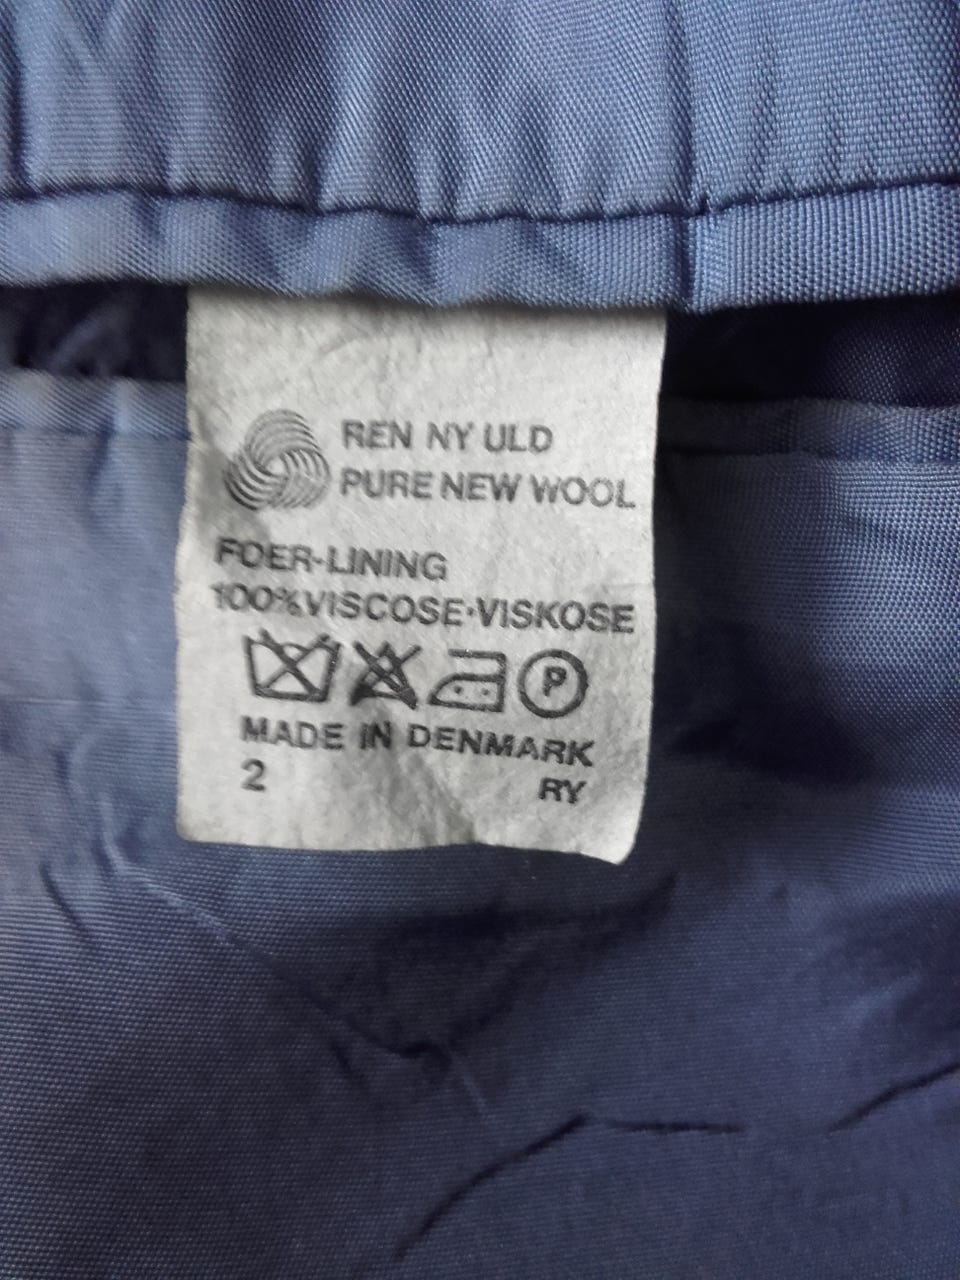 REN NY ULD
PURE NEW WOOL
FOER-LINING
100% VISCOSE·VISKOSE
P
MADE IN DENMARK
2 RY